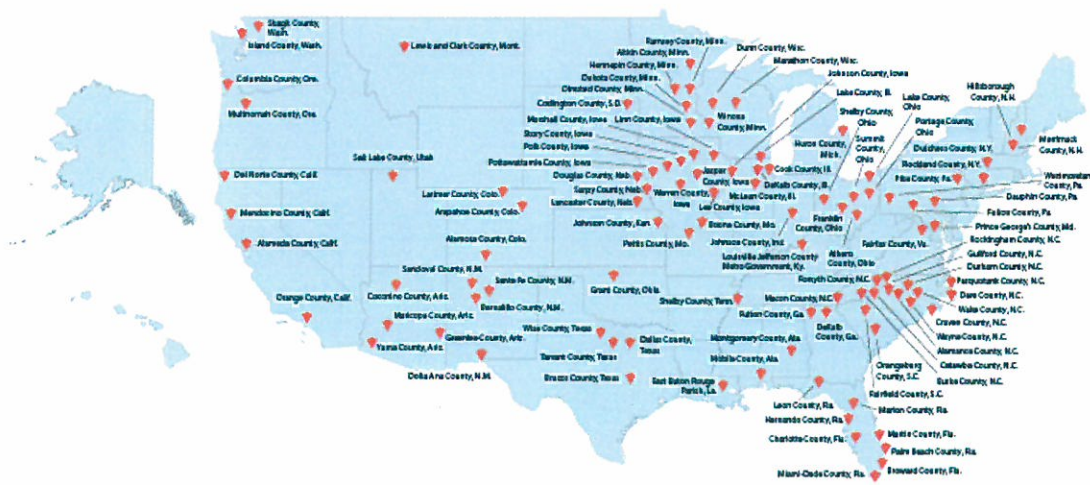 Skagit County,
Wash.
Island County, Wash.
Lewis and Clark County, Mont.
Columbia County, Ore.
Multnomah County, Ore.
Salt Lake County, Utah
Del Norte County, Calif.
Mendocino County, Calif.
Alameda County, Calif.
Orange County, Calif.
Larimer County, Colo.
Arapahoe County, Colo.
Alamosa County, Colo.
Sandoval County, N.M.
Santa Fe County, N.M.
Coconino County, Ariz.
Bernalillo County, N.M.
Maricopa County, Ariz.
Greenlee County, Ariz.
Yuma County, Ariz.
Doña Ana County, N.M.
Ramsey County, Minn.
Aitkin County, Minn.
Hennepin County, Minn.
Dakota County, Minn.
Olmsted County, Minn.
Codington County, S.D.
Marshall County, Iowa
Linn County, Iowa
Story County, Iowa
Polk County, Iowa
Pottawattamie County, Iowa
Douglas County, Neb.
Sarpy County, Neb.
Lancaster County, Neb.
Warren County,
Iowa
Jasper
County, Iowa
Lee County, Iowa
Johnson County, Kan.
Pettis County, Mo.
Boone County, Mo.
Dunn County, Wisc.
Marathon County, Wisc.
Johnson County, Iowa
Lake County, Ill.
Winona
County, Minn.
Cook County, Ill.
DeKalb County, Ill.
McLean County, Ill.
Huron County,
Mich.
Shelby County,
Ohio
Summit
County,
Ohio
Lake County,
Ohio
Portage County,
Ohio
Franklin
County, Ohio
Athens
County, Ohio
Johnson County, Ind.
Louisville Jefferson County
Metro Government, Ky.
Hillsborough
County, N.H.
Merrimack
County, N.H.
Dutchess County, N.Y.
Rockland County, N.Y.
Pike County, Pa.
Westmoreland
County, Pa.
Dauphin County, Pa.
Fulton County, Pa.
Prince George's County, Md.
Fairfax County, Va.
Rockingham County, N.C.
Guilford County, N.C.
Durham County, N.C.
Forsyth County, N.C.
Pasquotank County, N.C.
Dare County, N.C.
Wake County, N.C.
Craven County, N.C.
Wayne County, N.C.
Alamance County, N.C.
Catawba County, N.C.
Burke County, N.C.
Macon County, N.C.
Grant County, Okla.
Shelby County, Tenn.
Fulton County, Ga.
DeKalb
County, Ga.
Orangeburg
County, S.C.
Fairfield County, S.C.
Wise County, Texas
Dallas County,
Texas
Tarrant County, Texas
Brazos County, Texas
Montgomery County, Ala.
Mobile County, Ala.
East Baton Rouge
Parish, La.
Leon County, Fla.
Marion County, Fla.
Hernando County, Fla.
Charlotte County, Fla.
Martin County, Fla.
Palm Beach County, Fla.
Broward County, Fla.
Miami-Dade County, Fla.